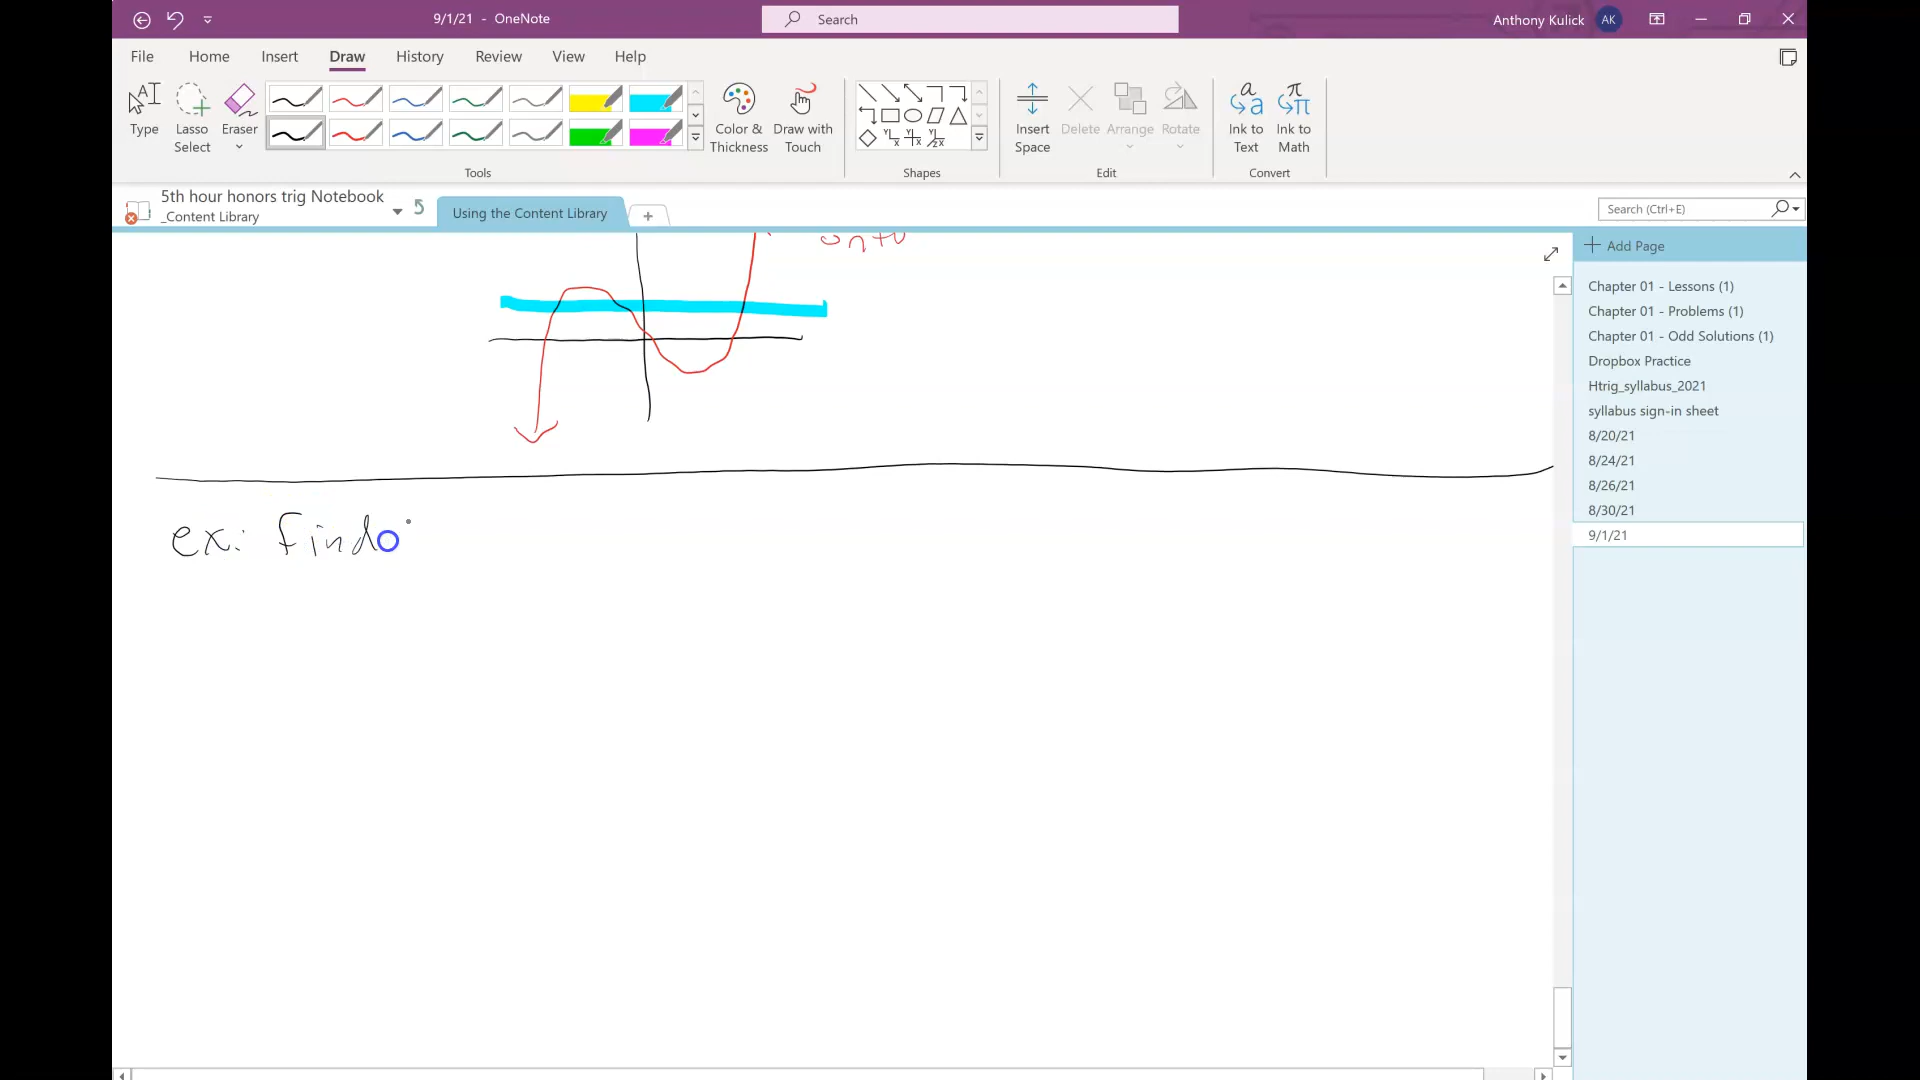 9/1/21 - OneNote
Search
Anthony Kulick AK
File Home Insert Draw History Review View Help
Type
Lasso Select
Eraser
Color & Thickness
Draw with Touch
Insert Space
Delete
Arrange
Rotate
Ink to Text
Ink to Math
Tools
Shapes
Edit
Convert
5th hour honors trig Notebook
_Content Library
Using the Content Library
Search (Ctrl+E)
Add Page
Chapter 01 - Lessons (1)
Chapter 01 - Problems (1)
Chapter 01 - Odd Solutions (1)
Dropbox Practice
Htrig_syllabus_2021
syllabus sign-in sheet
8/20/21
8/24/21
8/26/21
8/30/21
9/1/21
onto
ex: find